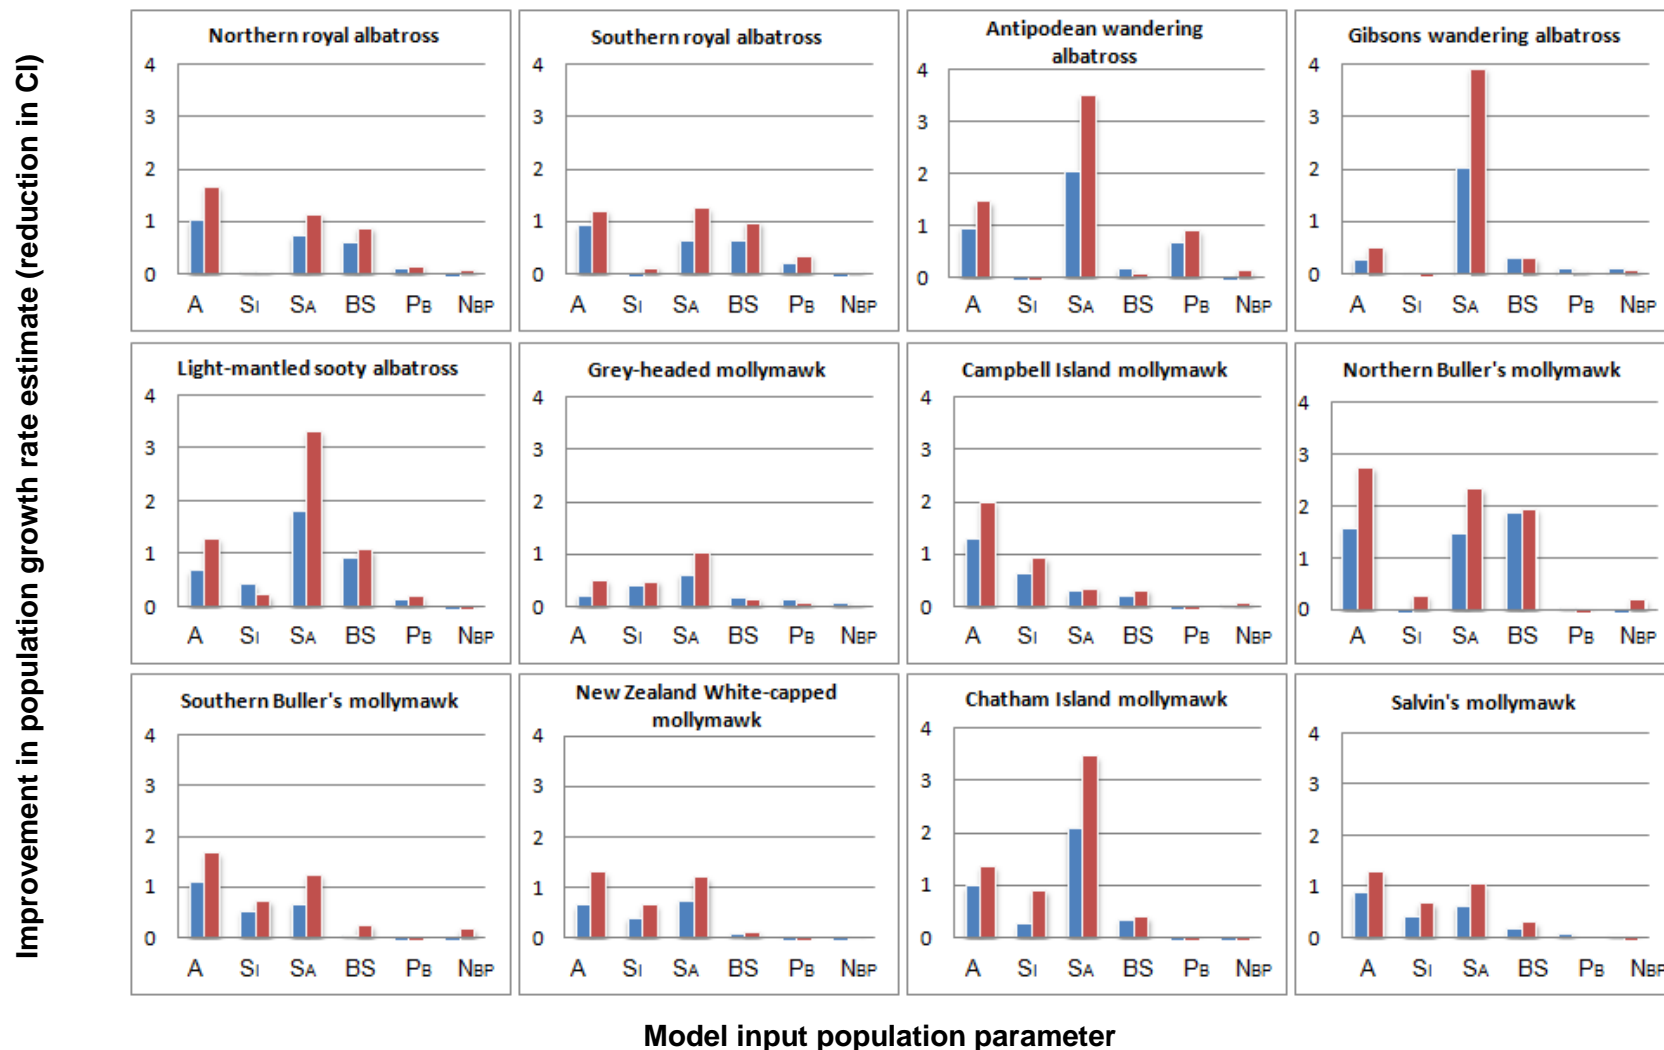 Improvement in population growth rate estimate (reduction in CI)
Northern royal albatross
4
3
2
1
0
A SI SA BS PB NBP
Southern royal albatross
4
3
2
1
0
A SI SA BS PB NBP
Antipodean wandering
albatross
4
3
2
1
0
A SI SA BS PB NBP
Gibsons wandering albatross
4
3
2
1
0
A SI SA BS PB NBP
Light-mantled sooty albatross
4
3
2
1
0
A SI SA BS PB NBP
Grey-headed mollymawk
4
3
2
1
0
A SI SA BS PB NBP
Campbell Island mollymawk
4
3
2
1
0
A SI SA BS PB NBP
Northern Buller's mollymawk
4
3
2
1
0
A SI SA BS PB NBP
Southern Buller's mollymawk
4
3
2
1
0
A SI SA BS PB NBP
New Zealand White-capped
mollymawk
4
3
2
1
0
A SI SA BS PB NBP
Chatham Island mollymawk
4
3
2
1
0
A SI SA BS PB NBP
Salvin's mollymawk
4
3
2
1
0
A SI SA BS PB NBP
Model input population parameter